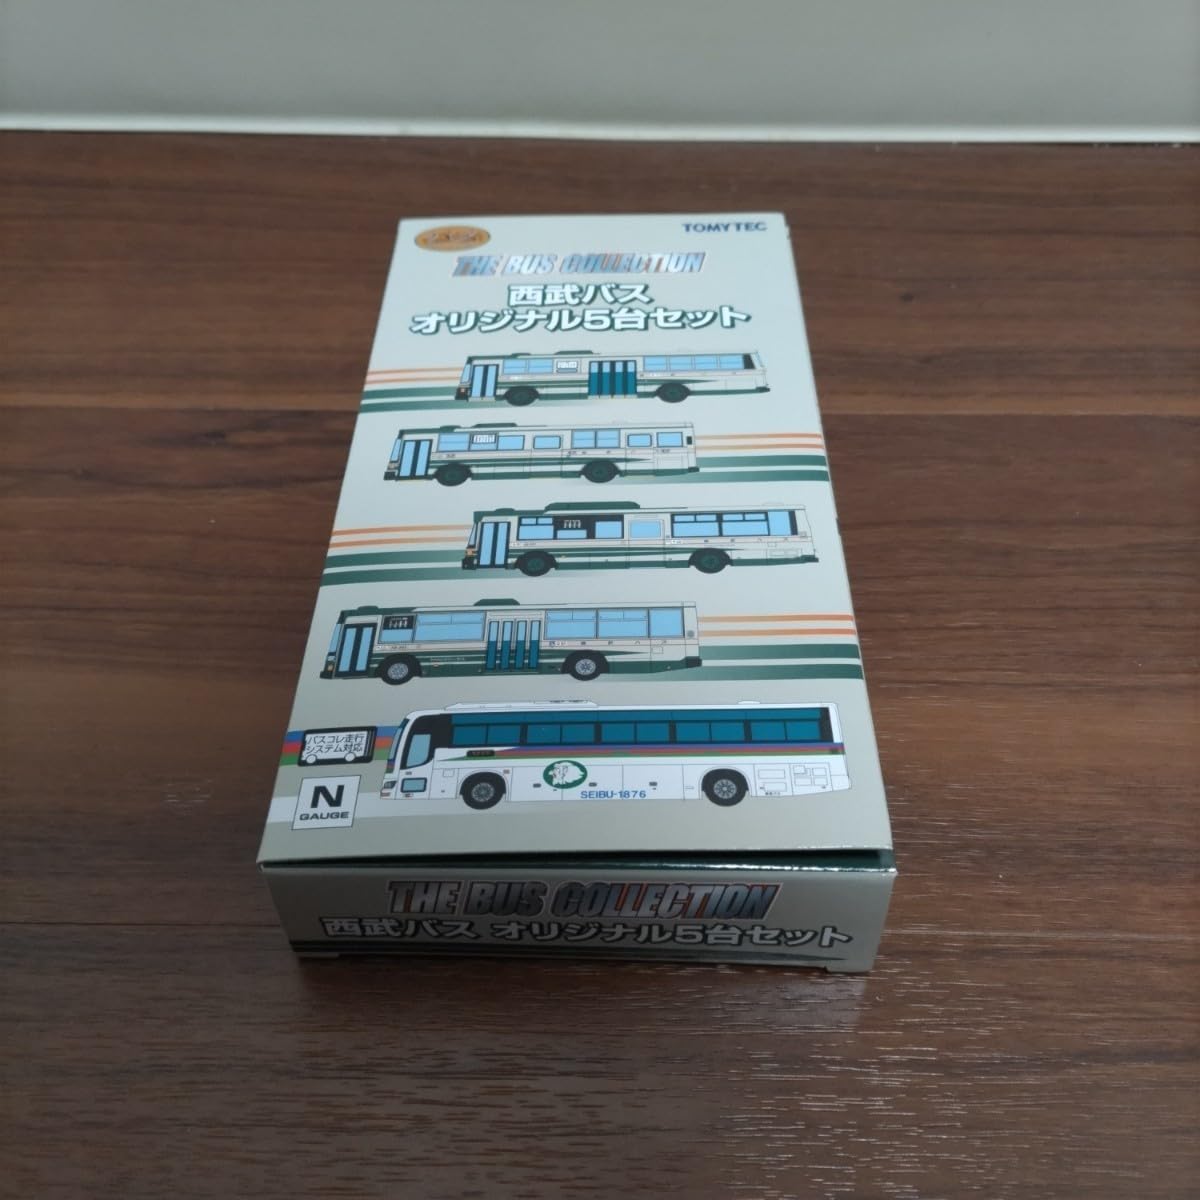 TOMYTEC
THE BUS COLLECTION
西武バス
オリジナル5台セット
バスコレ走行
システム対応
N
GAUGE
SEIBU-1876
THE BUS COLLECTION
西武バス オリジナル5台セット